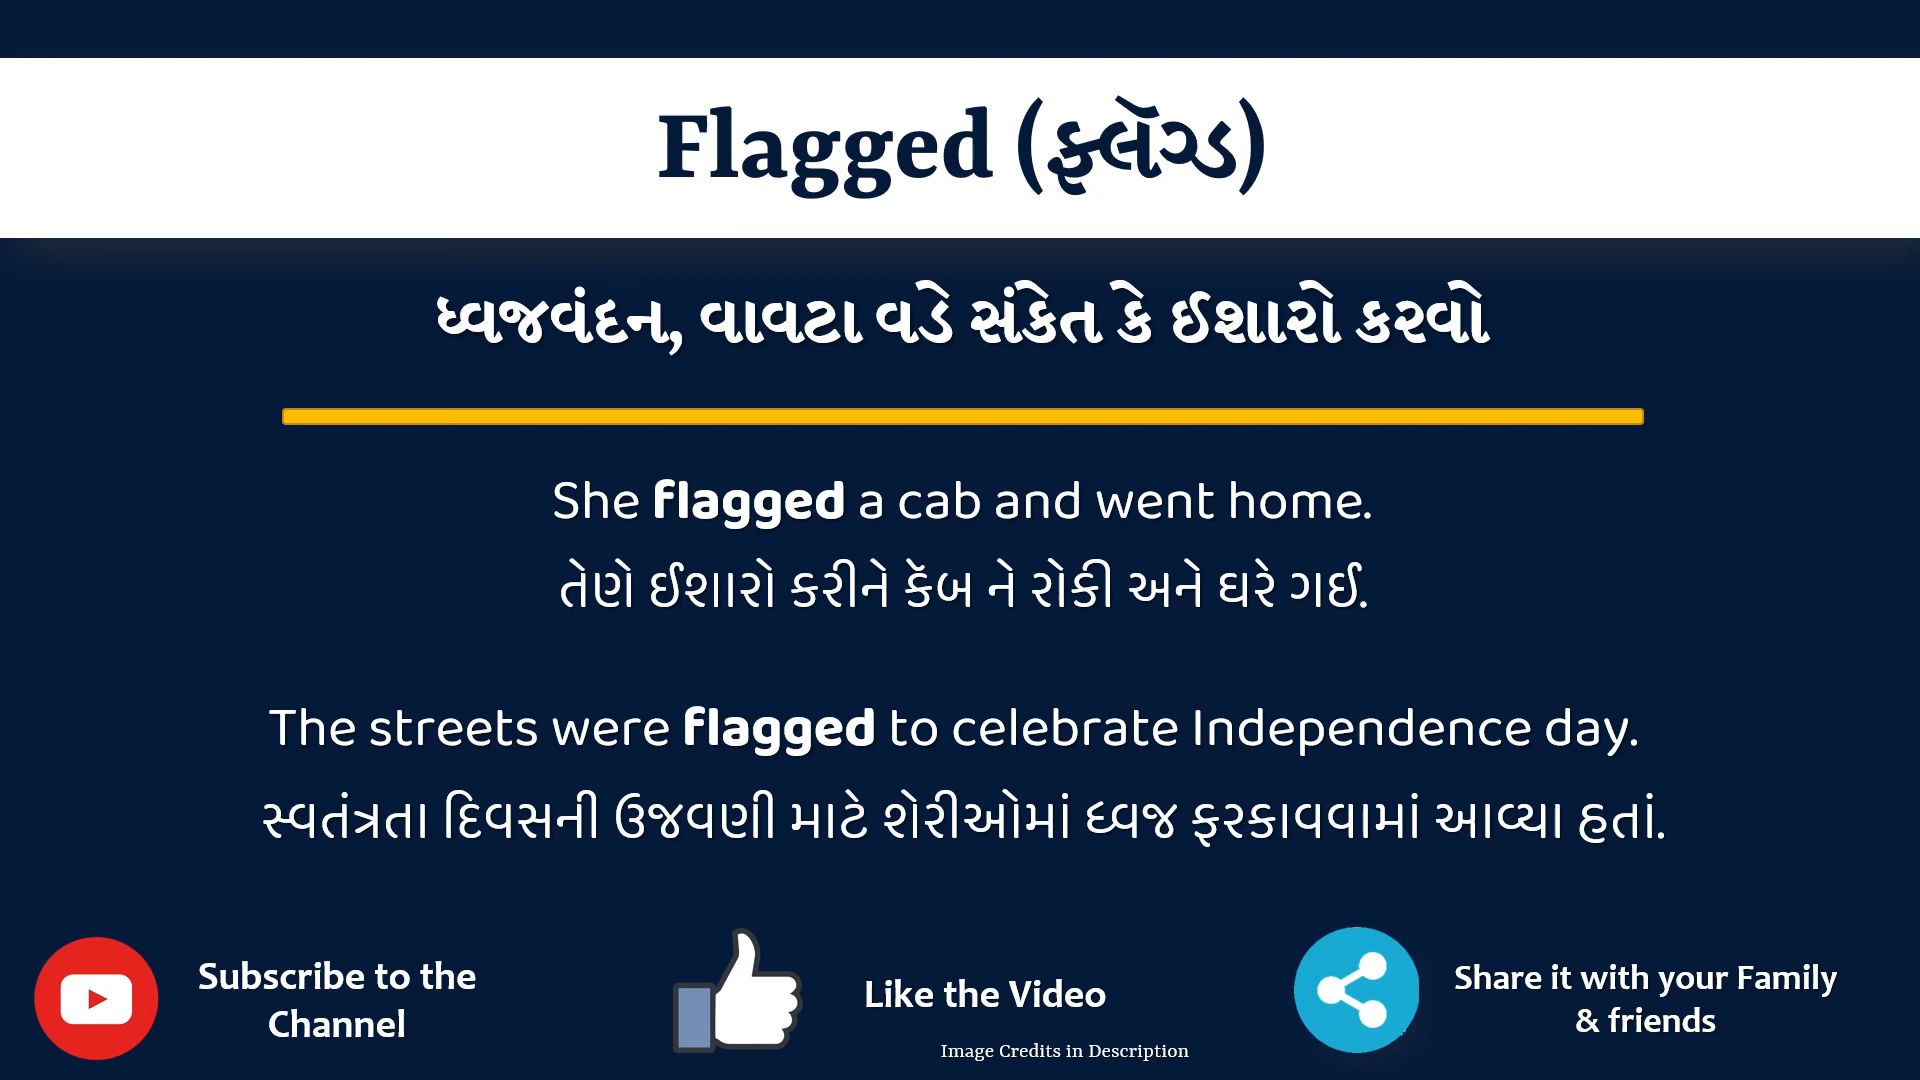 Flagged (ફ્લૅગ્ડ)
ધ્વજવંદન, વાવટા વડે સંકેત કે ઈશારો કરવો
She flagged a cab and went home.
તેણે ઈશારો કરીને કૅબ ને રોકી અને ઘરે ગઈ.
The streets were flagged to celebrate Independence day.
સ્વતંત્રતા દિવસની ઉજવણી માટે શેરીઓમાં ધ્વજ ફરકાવવામાં આવ્યા હતાં.
Subscribe to the
Channel
Like the Video
Share it with your Family
& friends
Image Credits in Description